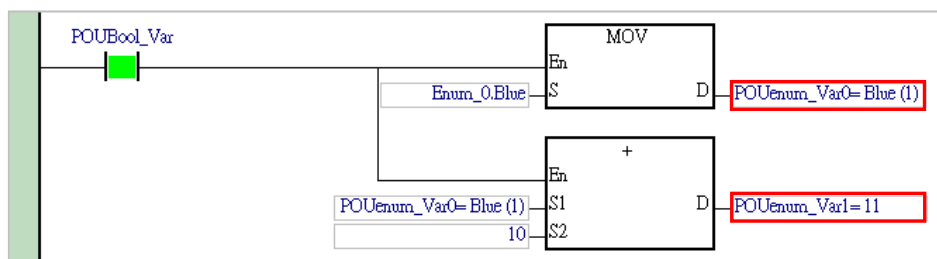 POUBool_Var
MOV
En
Enum_0.Blue S D POUenum_Var0= Blue (1)
+
En
POUenum_Var0= Blue (1) S1 D POUenum_Var1= 11
10 S2